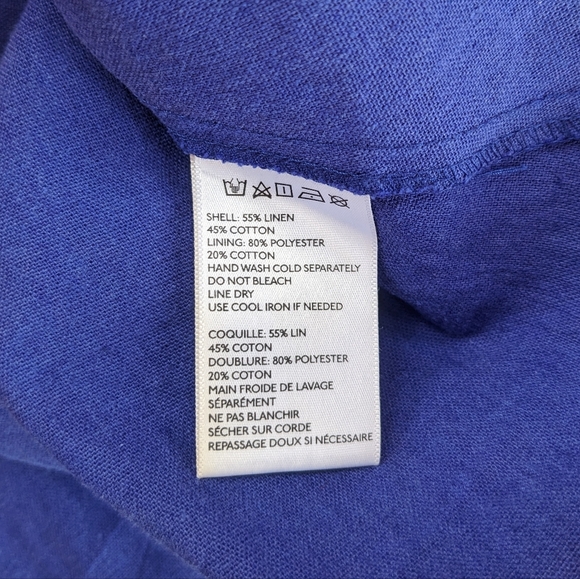 SHELL: 55% LINEN
45% COTTON
LINING: 80% POLYESTER
20% COTTON
HAND WASH COLD SEPARATELY
DO NOT BLEACH
LINE DRY
USE COOL IRON IF NEEDED
COQUILLE: 55% LIN
45% COTON
DOUBLURE: 80% POLYESTER
20% COTON
MAIN FROIDE DE LAVAGE
SÉPARÉMENT
NE PAS BLANCHIR
SÉCHER SUR CORDE
REPASSAGE DOUX SI NÉCESSAIRE